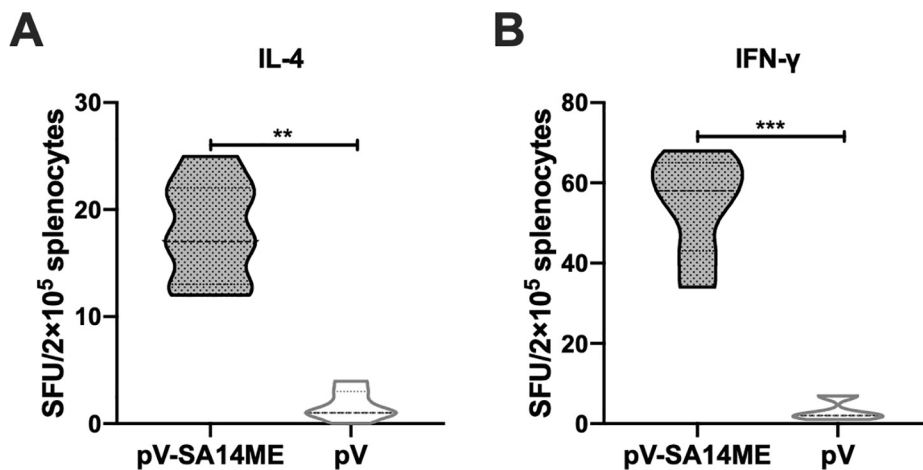 A
IL-4
SFU/2×10⁵ splenocytes
30
20
10
0
**
pV-SA14ME
pV
B
IFN-γ
SFU/2×10⁵ splenocytes
80
60
40
20
0
***
pV-SA14ME
pV